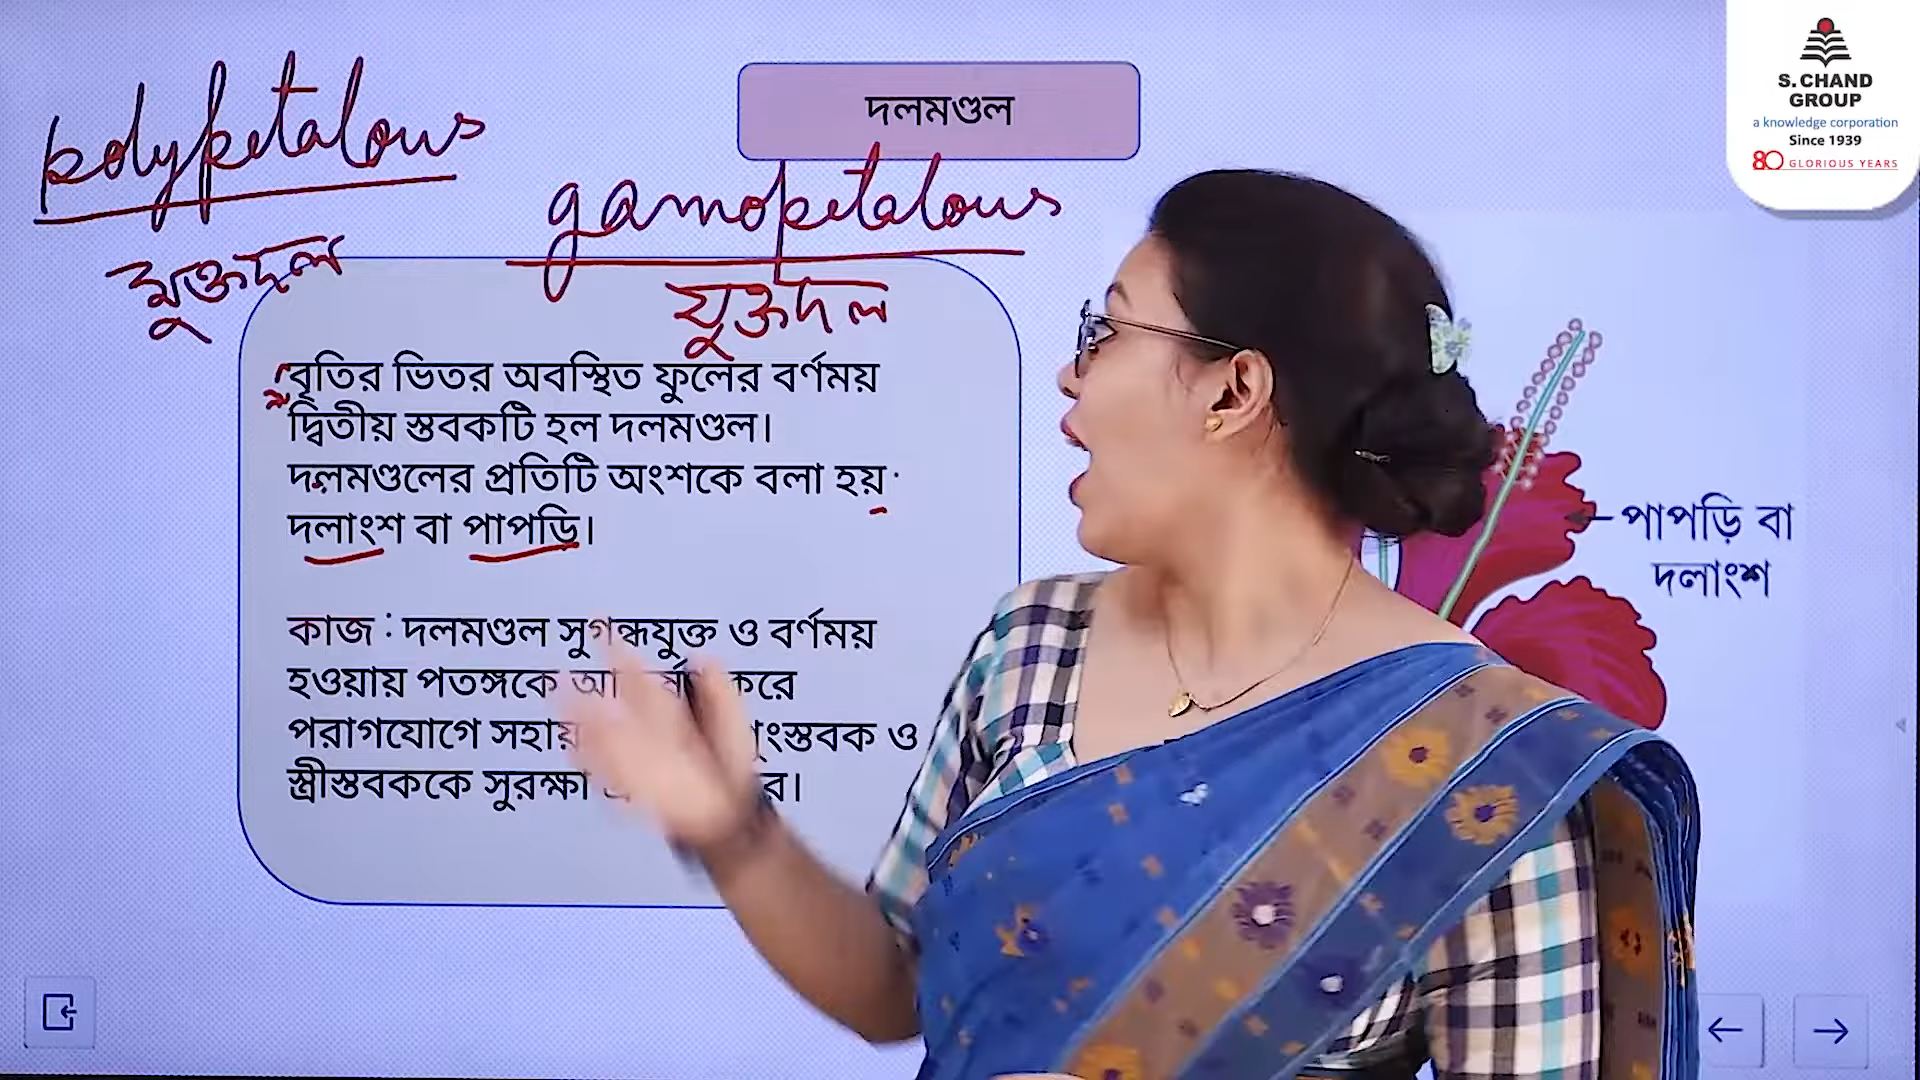 polypetalous
মুক্তদল
দলমণ্ডল
gamopetalous
যুক্তদল
বৃতির ভিতর অবস্থিত ফুলের বর্ণময়
দ্বিতীয় স্তবকটি হল দলমণ্ডল।
দলমণ্ডলের প্রতিটি অংশকে বলা হয়
দলাংশ বা পাপড়ি।
কাজ : দলমণ্ডল সুগন্ধযুক্ত ও বর্ণময়
হওয়ায় পতঙ্গকে করে
পরাগযোগে ও
স্ত্রীস্তবককে সুরক্ষা
পাপড়ি বা
দলাংশ
S. CHAND
GROUP
a knowledge corporation
Since 1939
80 GLORIOUS YEARS